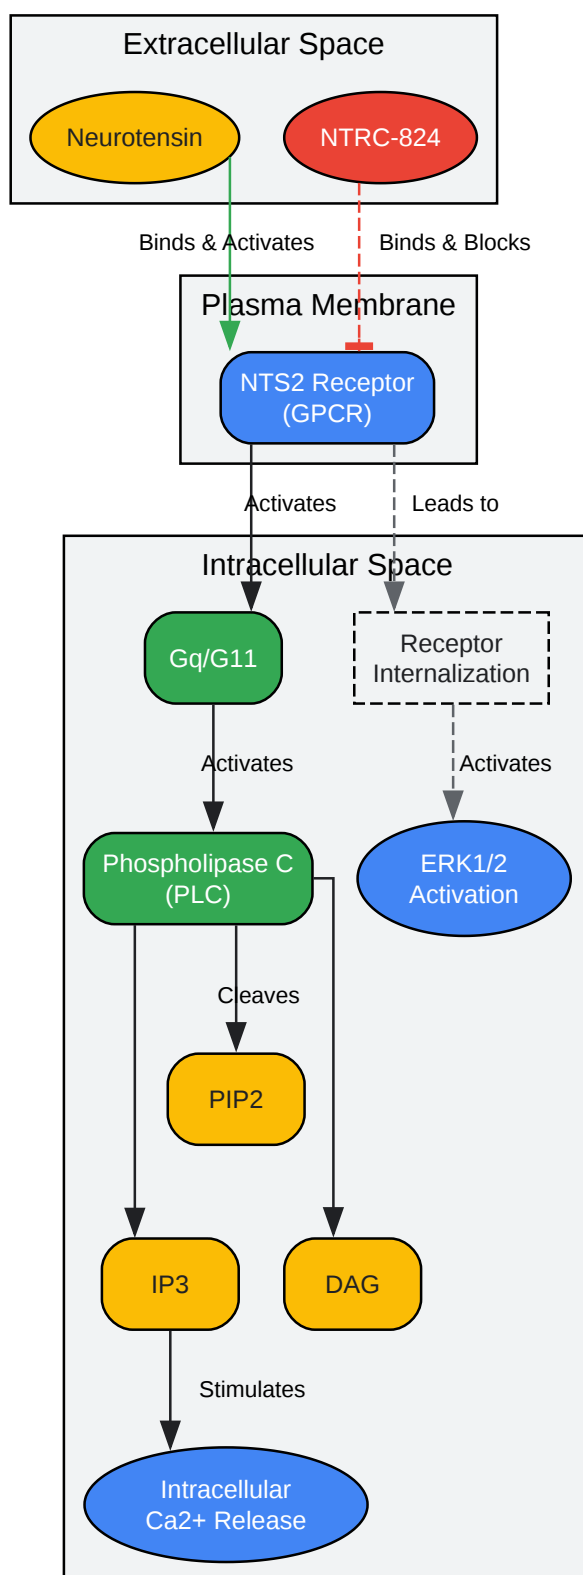 Extracellular Space
Neurotensin
NTRC-824
Binds & Activates
Binds & Blocks
Plasma Membrane
NTS2 Receptor
(GPCR)
Activates
Leads to
Intracellular Space
Gq/G11
Receptor
Internalization
Activates
Activates
Phospholipase C
(PLC)
ERK1/2
Activation
Cleaves
PIP2
IP3
DAG
Stimulates
Intracellular
Ca2+ Release